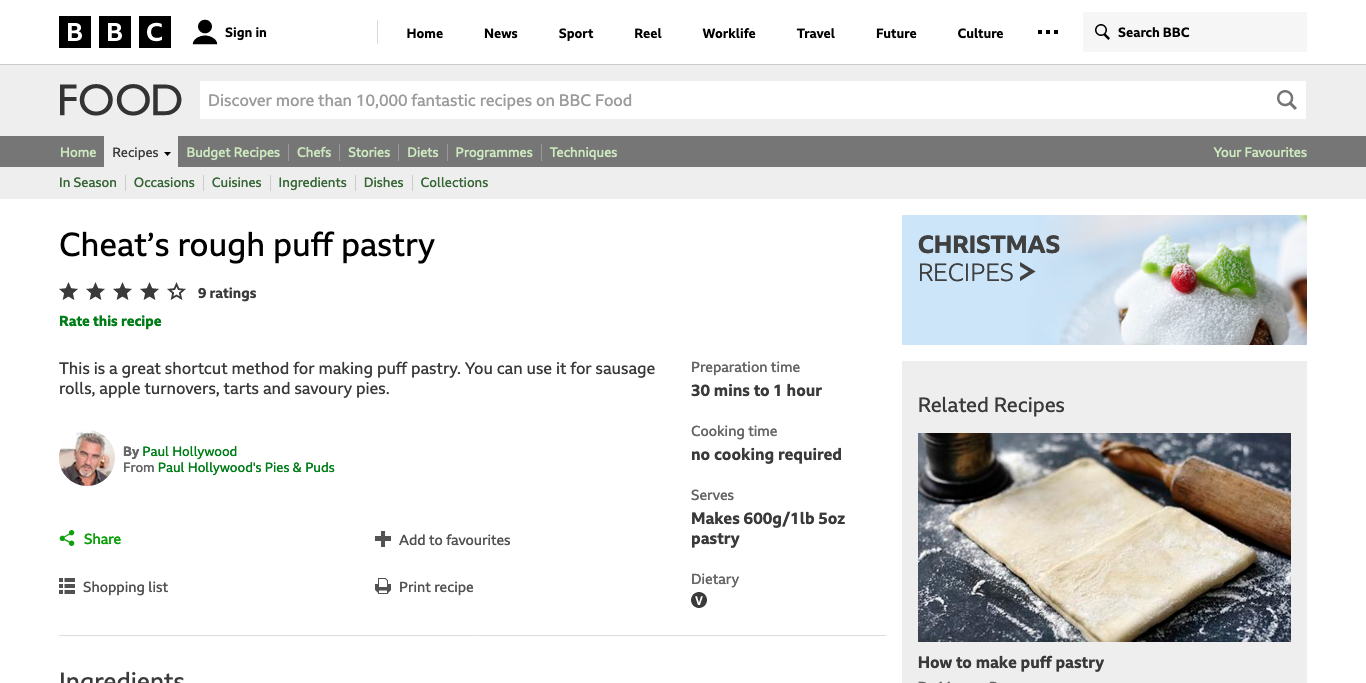 BBC
Sign in
Home
News
Sport
Reel
Worklife
Travel
Future
Culture
Search BBC
FOOD
Discover more than 10,000 fantastic recipes on BBC Food
Home
Recipes
Budget Recipes
Chefs
Stories
Diets
Programmes
Techniques
Your Favourites
In Season
Occasions
Cuisines
Ingredients
Dishes
Collections
Cheat’s rough puff pastry
9 ratings
Rate this recipe
This is a great shortcut method for making puff pastry. You can use it for sausage
rolls, apple turnovers, tarts and savoury pies.
By Paul Hollywood
From Paul Hollywood's Pies & Puds
Share
Add to favourites
Shopping list
Print recipe
Preparation time
30 mins to 1 hour
Cooking time
no cooking required
Serves
Makes 600g/1lb 5oz
pastry
Dietary
V
Ingredients
CHRISTMAS
RECIPES >
Related Recipes
How to make puff pastry